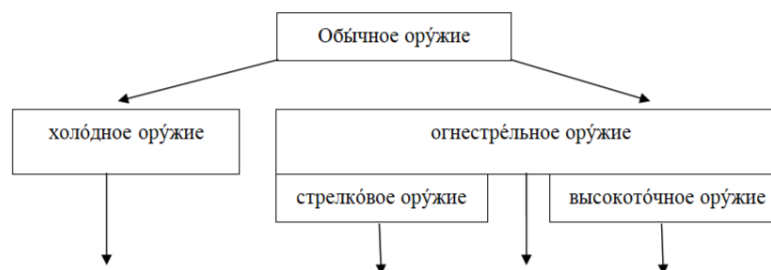 Обы́чное ору́жие
холо́дное ору́жие
огнестре́льное ору́жие
стрелко́вое ору́жие
высокото́чное ору́жие